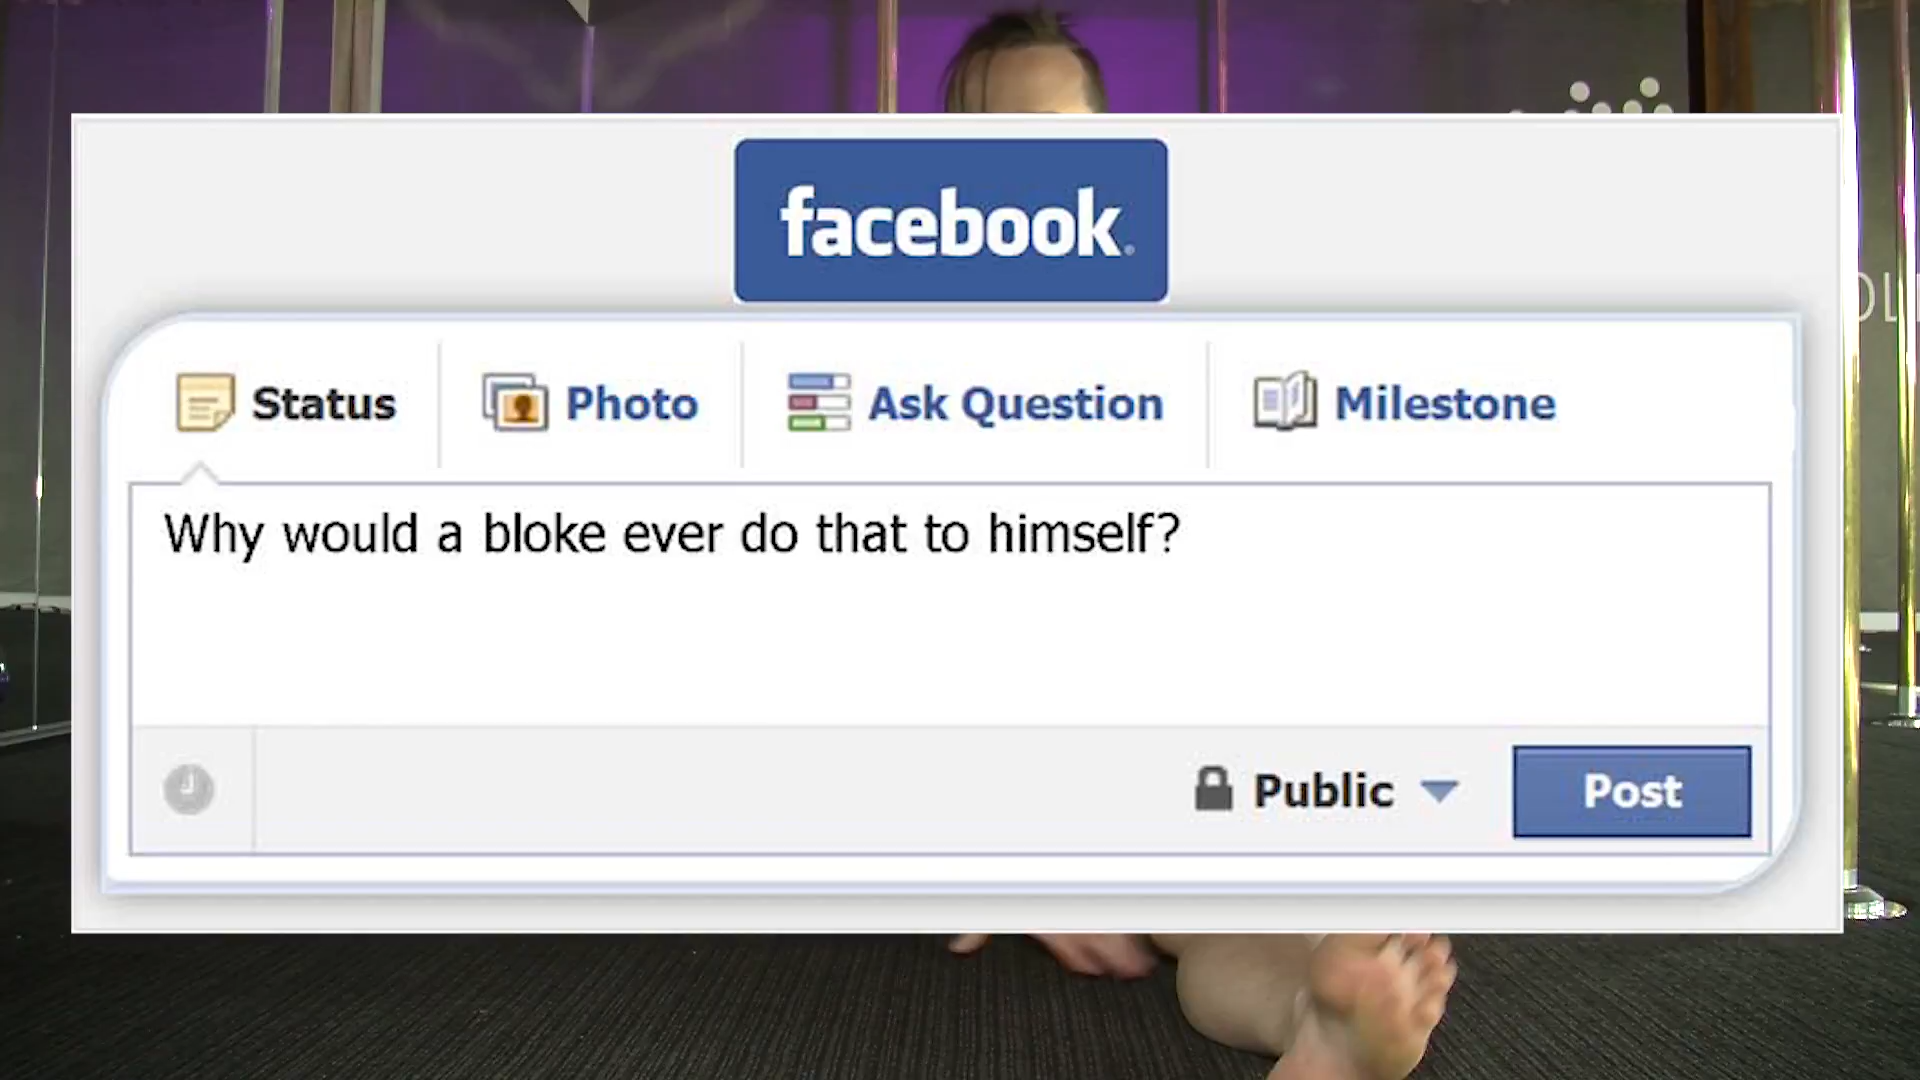 facebook.
Status Photo Ask Question Milestone
Why would a bloke ever do that to himself?
Public Post